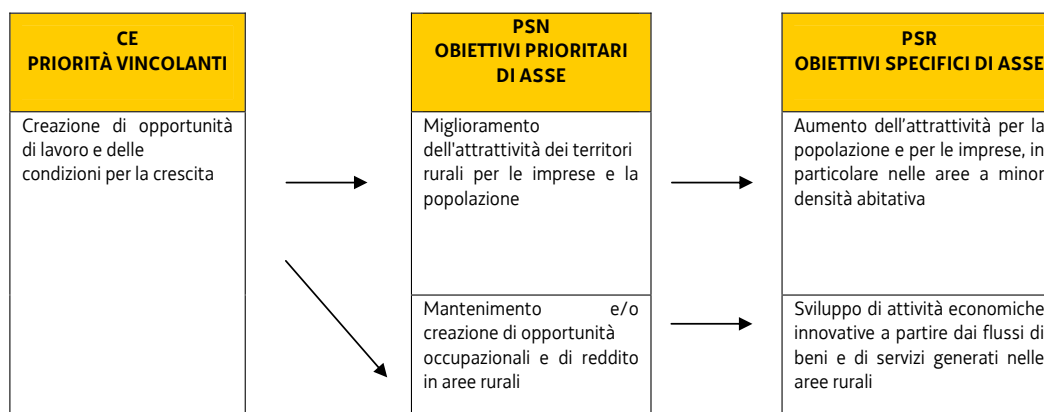 CE
PRIORITÀ VINCOLANTI
PSN
OBIETTIVI PRIORITARI
DI ASSE
PSR
OBIETTIVI SPECIFICI DI ASSE
Creazione di opportunità
di lavoro e delle
condizioni per la crescita
Miglioramento
dell'attrattività dei territori
rurali per le imprese e la
popolazione
Aumento dell'attrattività per la
popolazione e per le imprese, in
particolare nelle aree a minor
densità abitativa
Mantenimento e/o
creazione di opportunità
occupazionali e di reddito
in aree rurali
Sviluppo di attività economiche
innovative a partire dai flussi di
beni e di servizi generati nelle
aree rurali